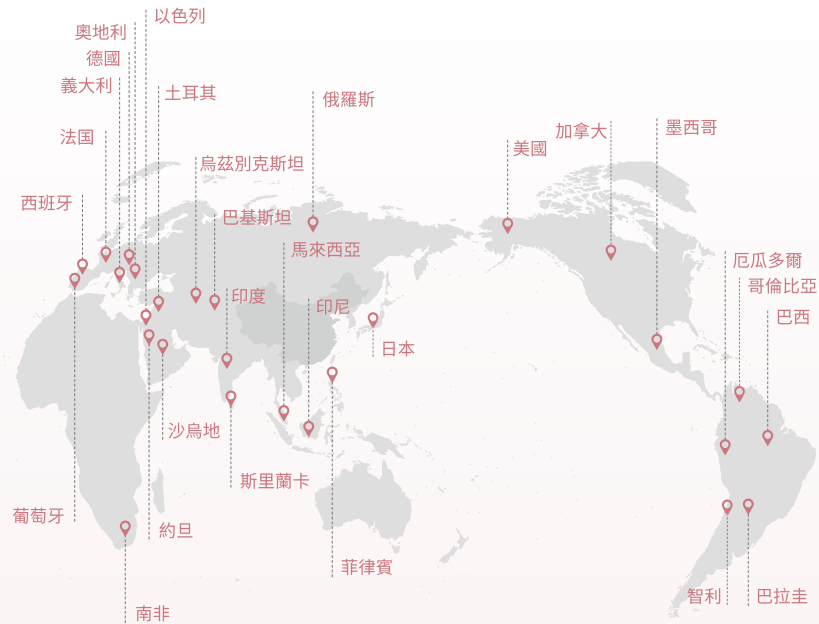 以色列
奧地利
德國
義大利
土耳其
俄羅斯
法国
加拿大
墨西哥
美國
烏茲別克斯坦
西班牙
巴基斯坦
馬來西亞
厄瓜多爾
哥倫比亞
印度
印尼
巴西
日本
沙烏地
斯里蘭卡
葡萄牙
約旦
菲律賓
智利
巴拉圭
南非